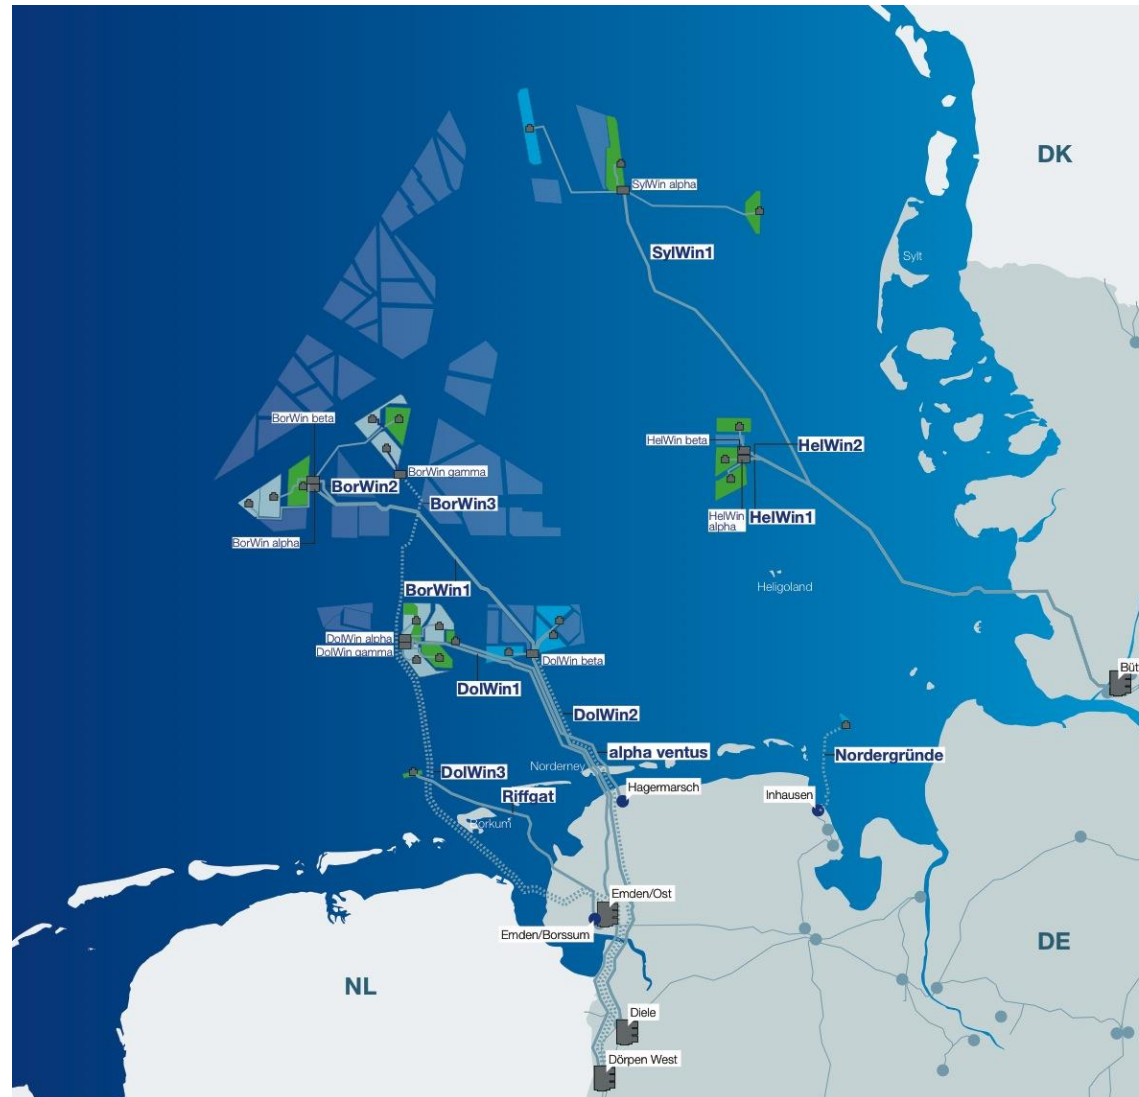 DK
SylWin alpha
SylWin1
Sylt
BorWin beta
HelWin beta
HelWin2
BorWin gamma
BorWin2
BorWin3
HelWin
alpha
HelWin1
BorWin alpha
Heligoland
BorWin1
DolWin alpha
DolWin gamma
DolWin beta
Büt
DolWin1
DolWin2
alpha ventus
Nordergründe
Norderney
DolWin3
Hagermarsch
Inhausen
Riffgat
Borkum
Emden/Ost
Emden/Borssum
DE
NL
Diele
Dörpen West